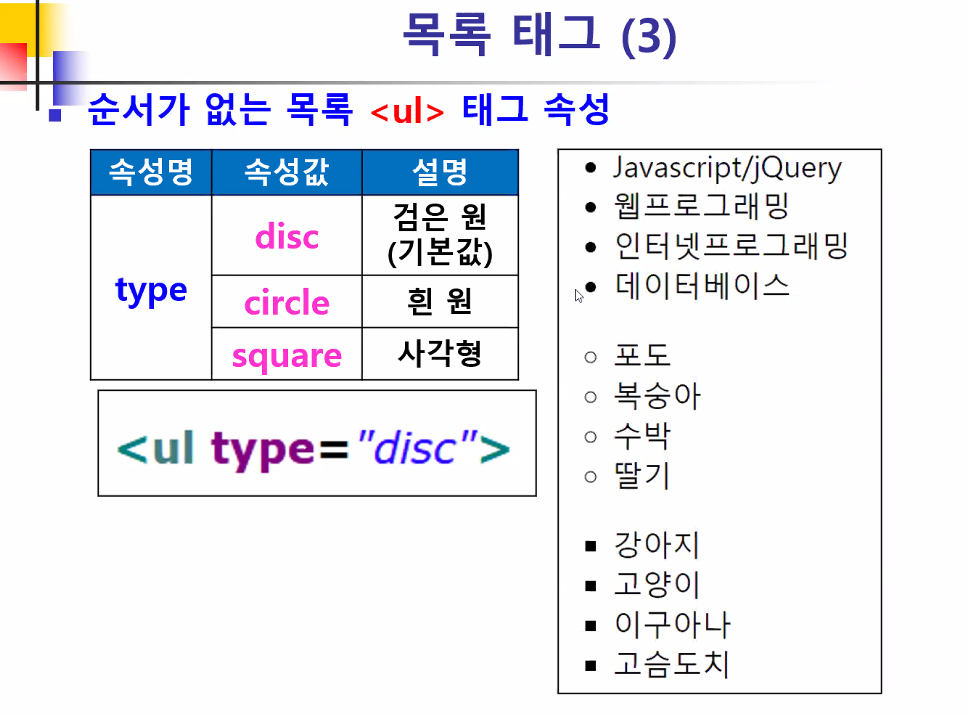 목록 태그 (3)
순서가 없는 목록 <ul> 태그 속성
속성명 속성값 설명
type
disc
검은 원
(기본값)
circle 흰 원
square 사각형
<ul type="disc">
Javascript/jQuery
웹프로그래밍
인터넷프로그래밍
데이터베이스
포도
복숭아
수박
딸기
강아지
고양이
이구아나
고슴도치